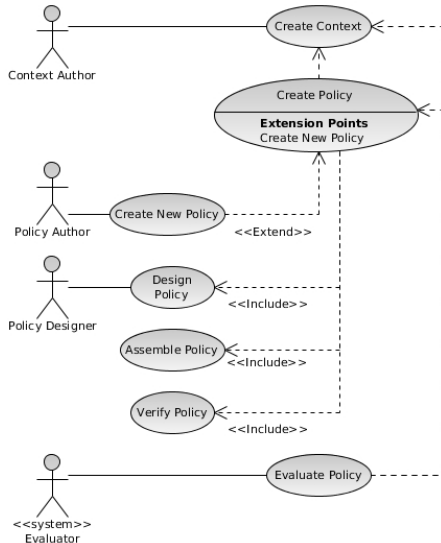 Create Context
Context Author
Create Policy
Extension Points
Create New Policy
Create New Policy
Policy Author
<<Extend>>
Design
Policy
<<Include>>
Policy Designer
Assemble Policy
<<Include>>
Verify Policy
<<Include>>
Evaluate Policy
<<system>>
Evaluator